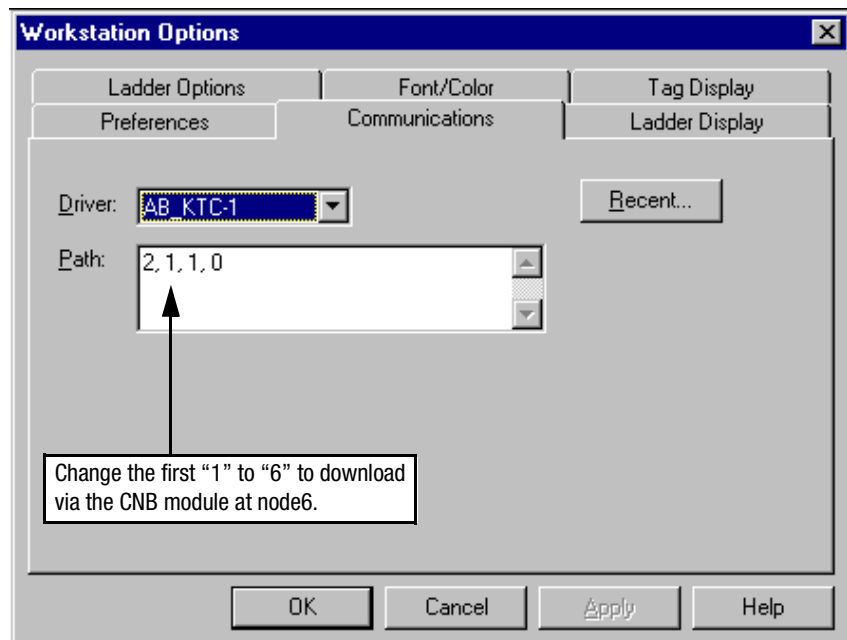 Workstation Options
Ladder Options Font/Color Tag Display
Preferences Communications Ladder Display
Driver: AB_KTC-1 Recent...
Path: 2, 1, 1, 0
Change the first “1” to “6” to download
via the CNB module at node6.
OK Cancel Apply Help